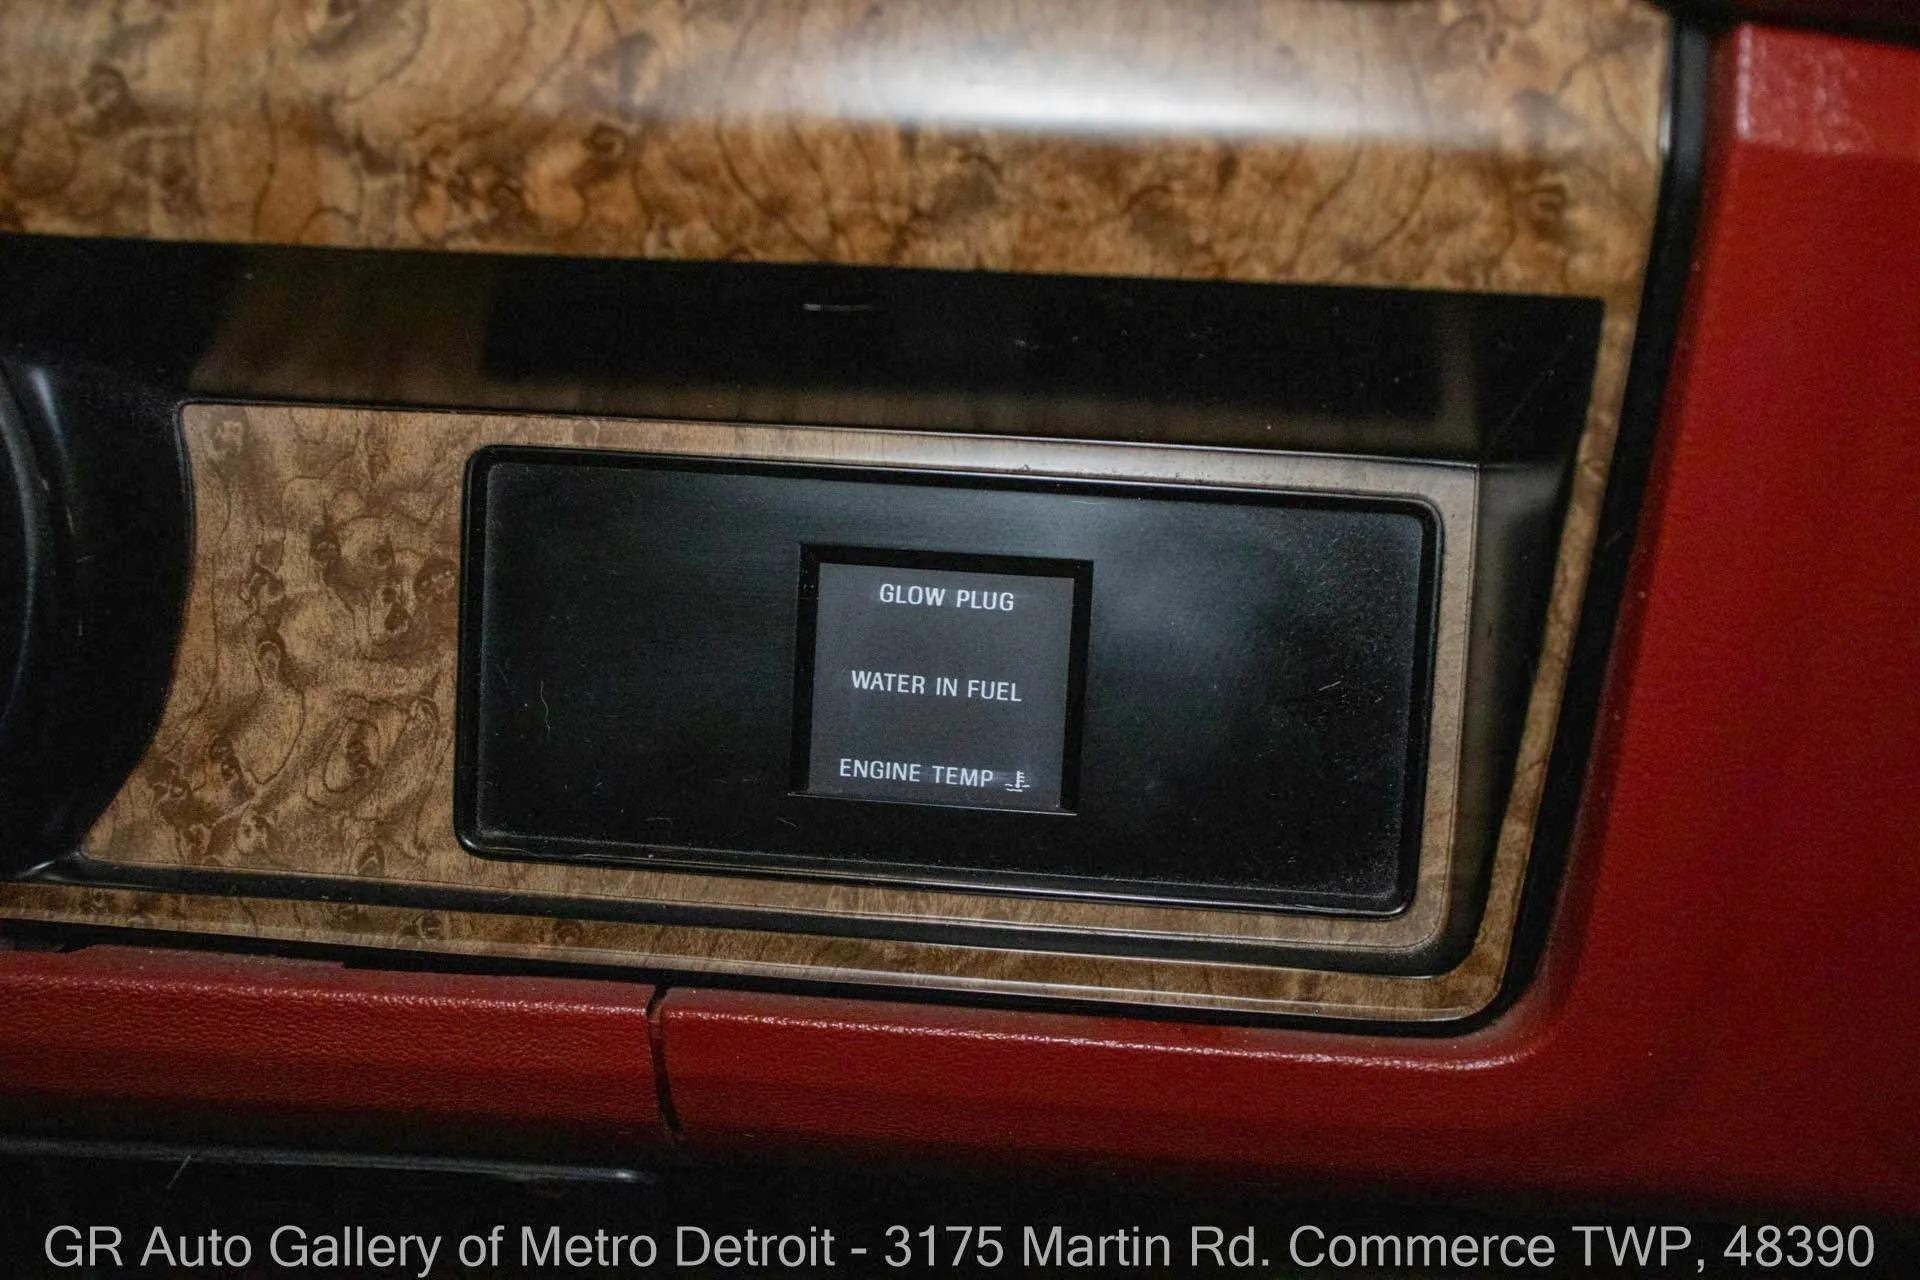 GLOW PLUG
WATER IN FUEL
ENGINE TEMP
GR Auto Gallery of Metro Detroit - 3175 Martin Rd. Commerce TWP, 48390